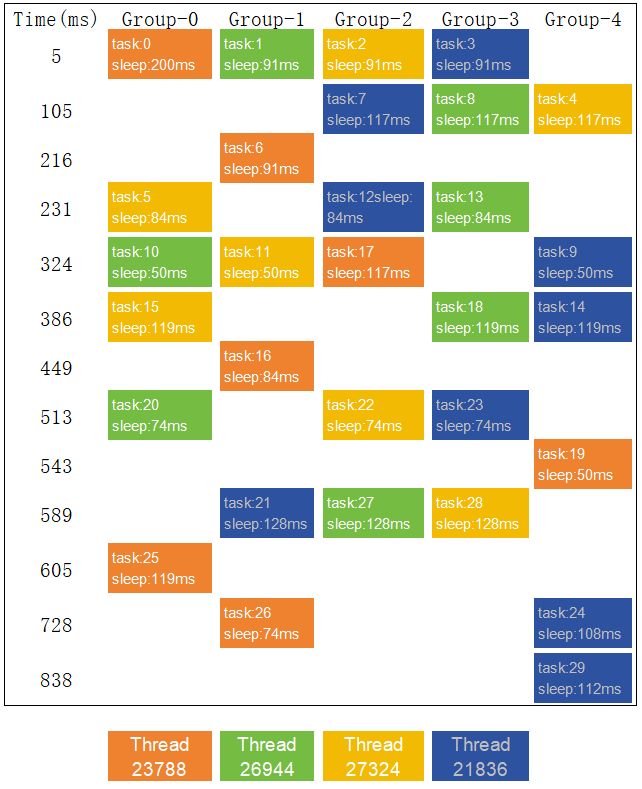 Time(ms) Group-0 Group-1 Group-2 Group-3 Group-4
5
task:0
sleep:200ms
task:1
sleep:91ms
task:2
sleep:91ms
task:3
sleep:91ms
105
task:7
sleep:117ms
task:8
sleep:117ms
task:4
sleep:117ms
216
task:6
sleep:91ms
231
task:5
sleep:84ms
task:12sleep:
84ms
task:13
sleep:84ms
324
task:10
sleep:50ms
task:11
sleep:50ms
task:17
sleep:117ms
task:9
sleep:50ms
386
task:15
sleep:119ms
task:18
sleep:119ms
task:14
sleep:119ms
449
task:16
sleep:84ms
513
task:20
sleep:74ms
task:22
sleep:74ms
task:23
sleep:74ms
543
task:19
sleep:50ms
589
task:21
sleep:128ms
task:27
sleep:128ms
task:28
sleep:128ms
605
task:25
sleep:119ms
728
task:26
sleep:74ms
task:24
sleep:108ms
838
task:29
sleep:112ms
Thread
23788
Thread
26944
Thread
27324
Thread
21836